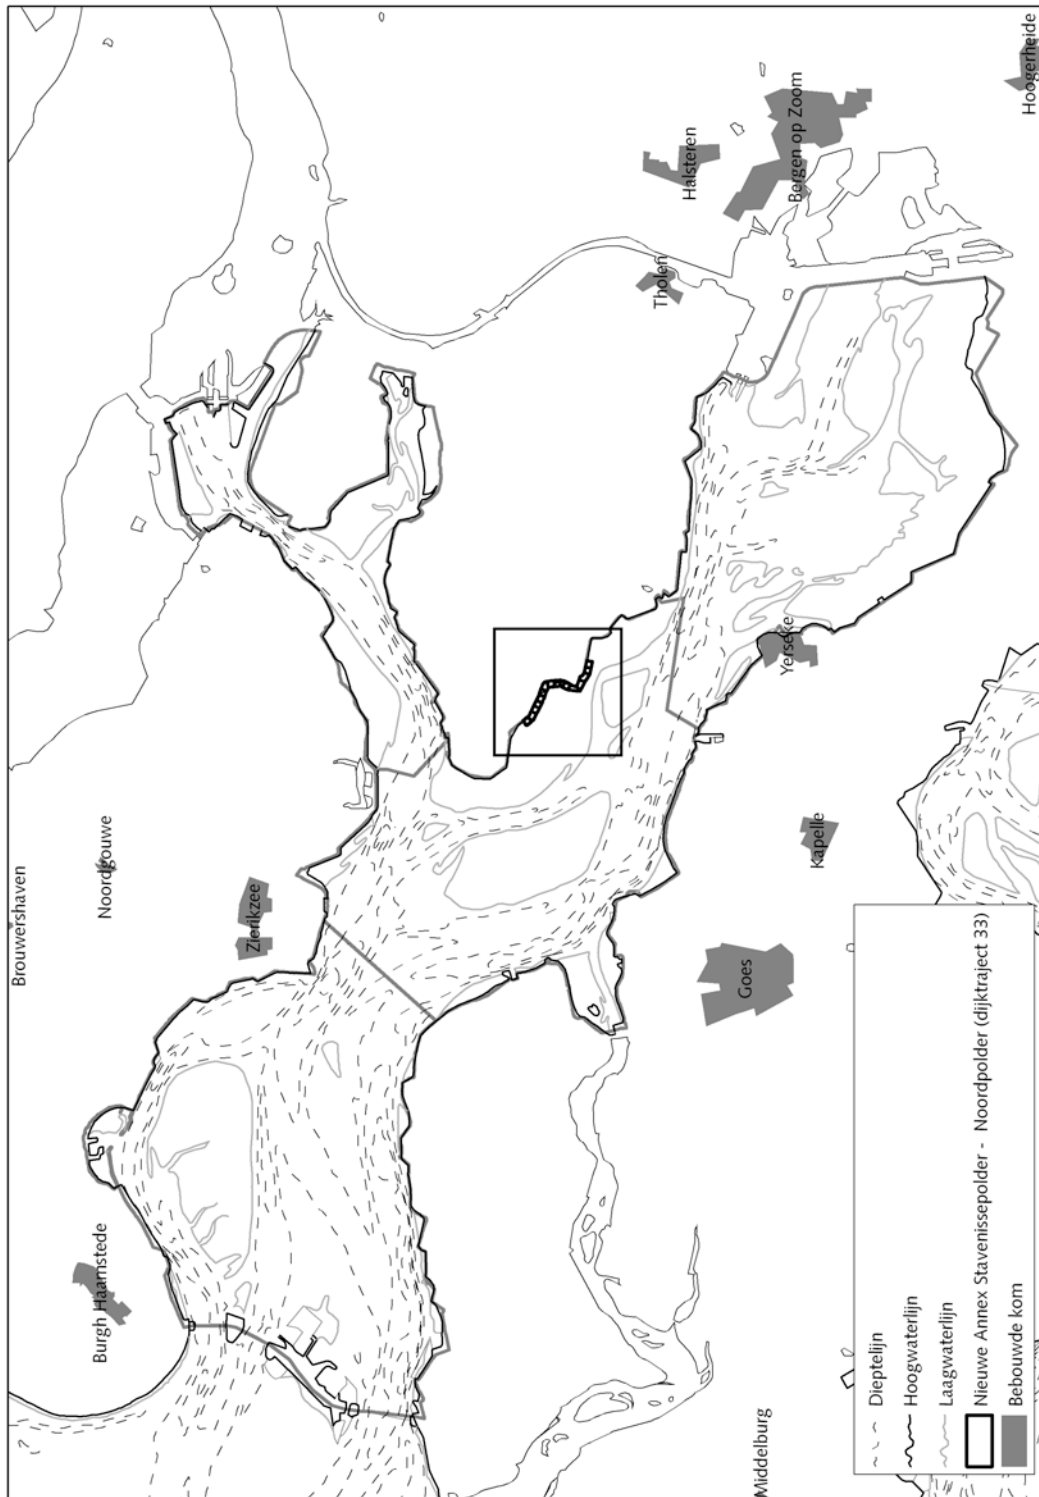 Brouwershaven
Noordgouwe
Zierikzee
Burgh Haamstede
Middelburg
Goes
Kapelle
Yerseke
Tholen
Halsteren
Bergen op Zoom
Hoogerheide
Dieptelijn
Hoogwaterlijn
Laagwaterlijn
Nieuwe Annex Stavenissepolder - Noordpolder (dijktraject 33)
Bebouwde kom